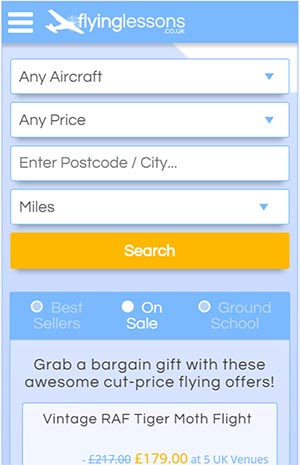 flyinglessons
.co.uk
Any Aircraft
Any Price
Enter Postcode / City...
Miles
Search
Best Sellers
On Sale
Ground School
Grab a bargain gift with these
awesome cut-price flying offers!
Vintage RAF Tiger Moth Flight
- £217.00 £179.00 at 5 UK Venues